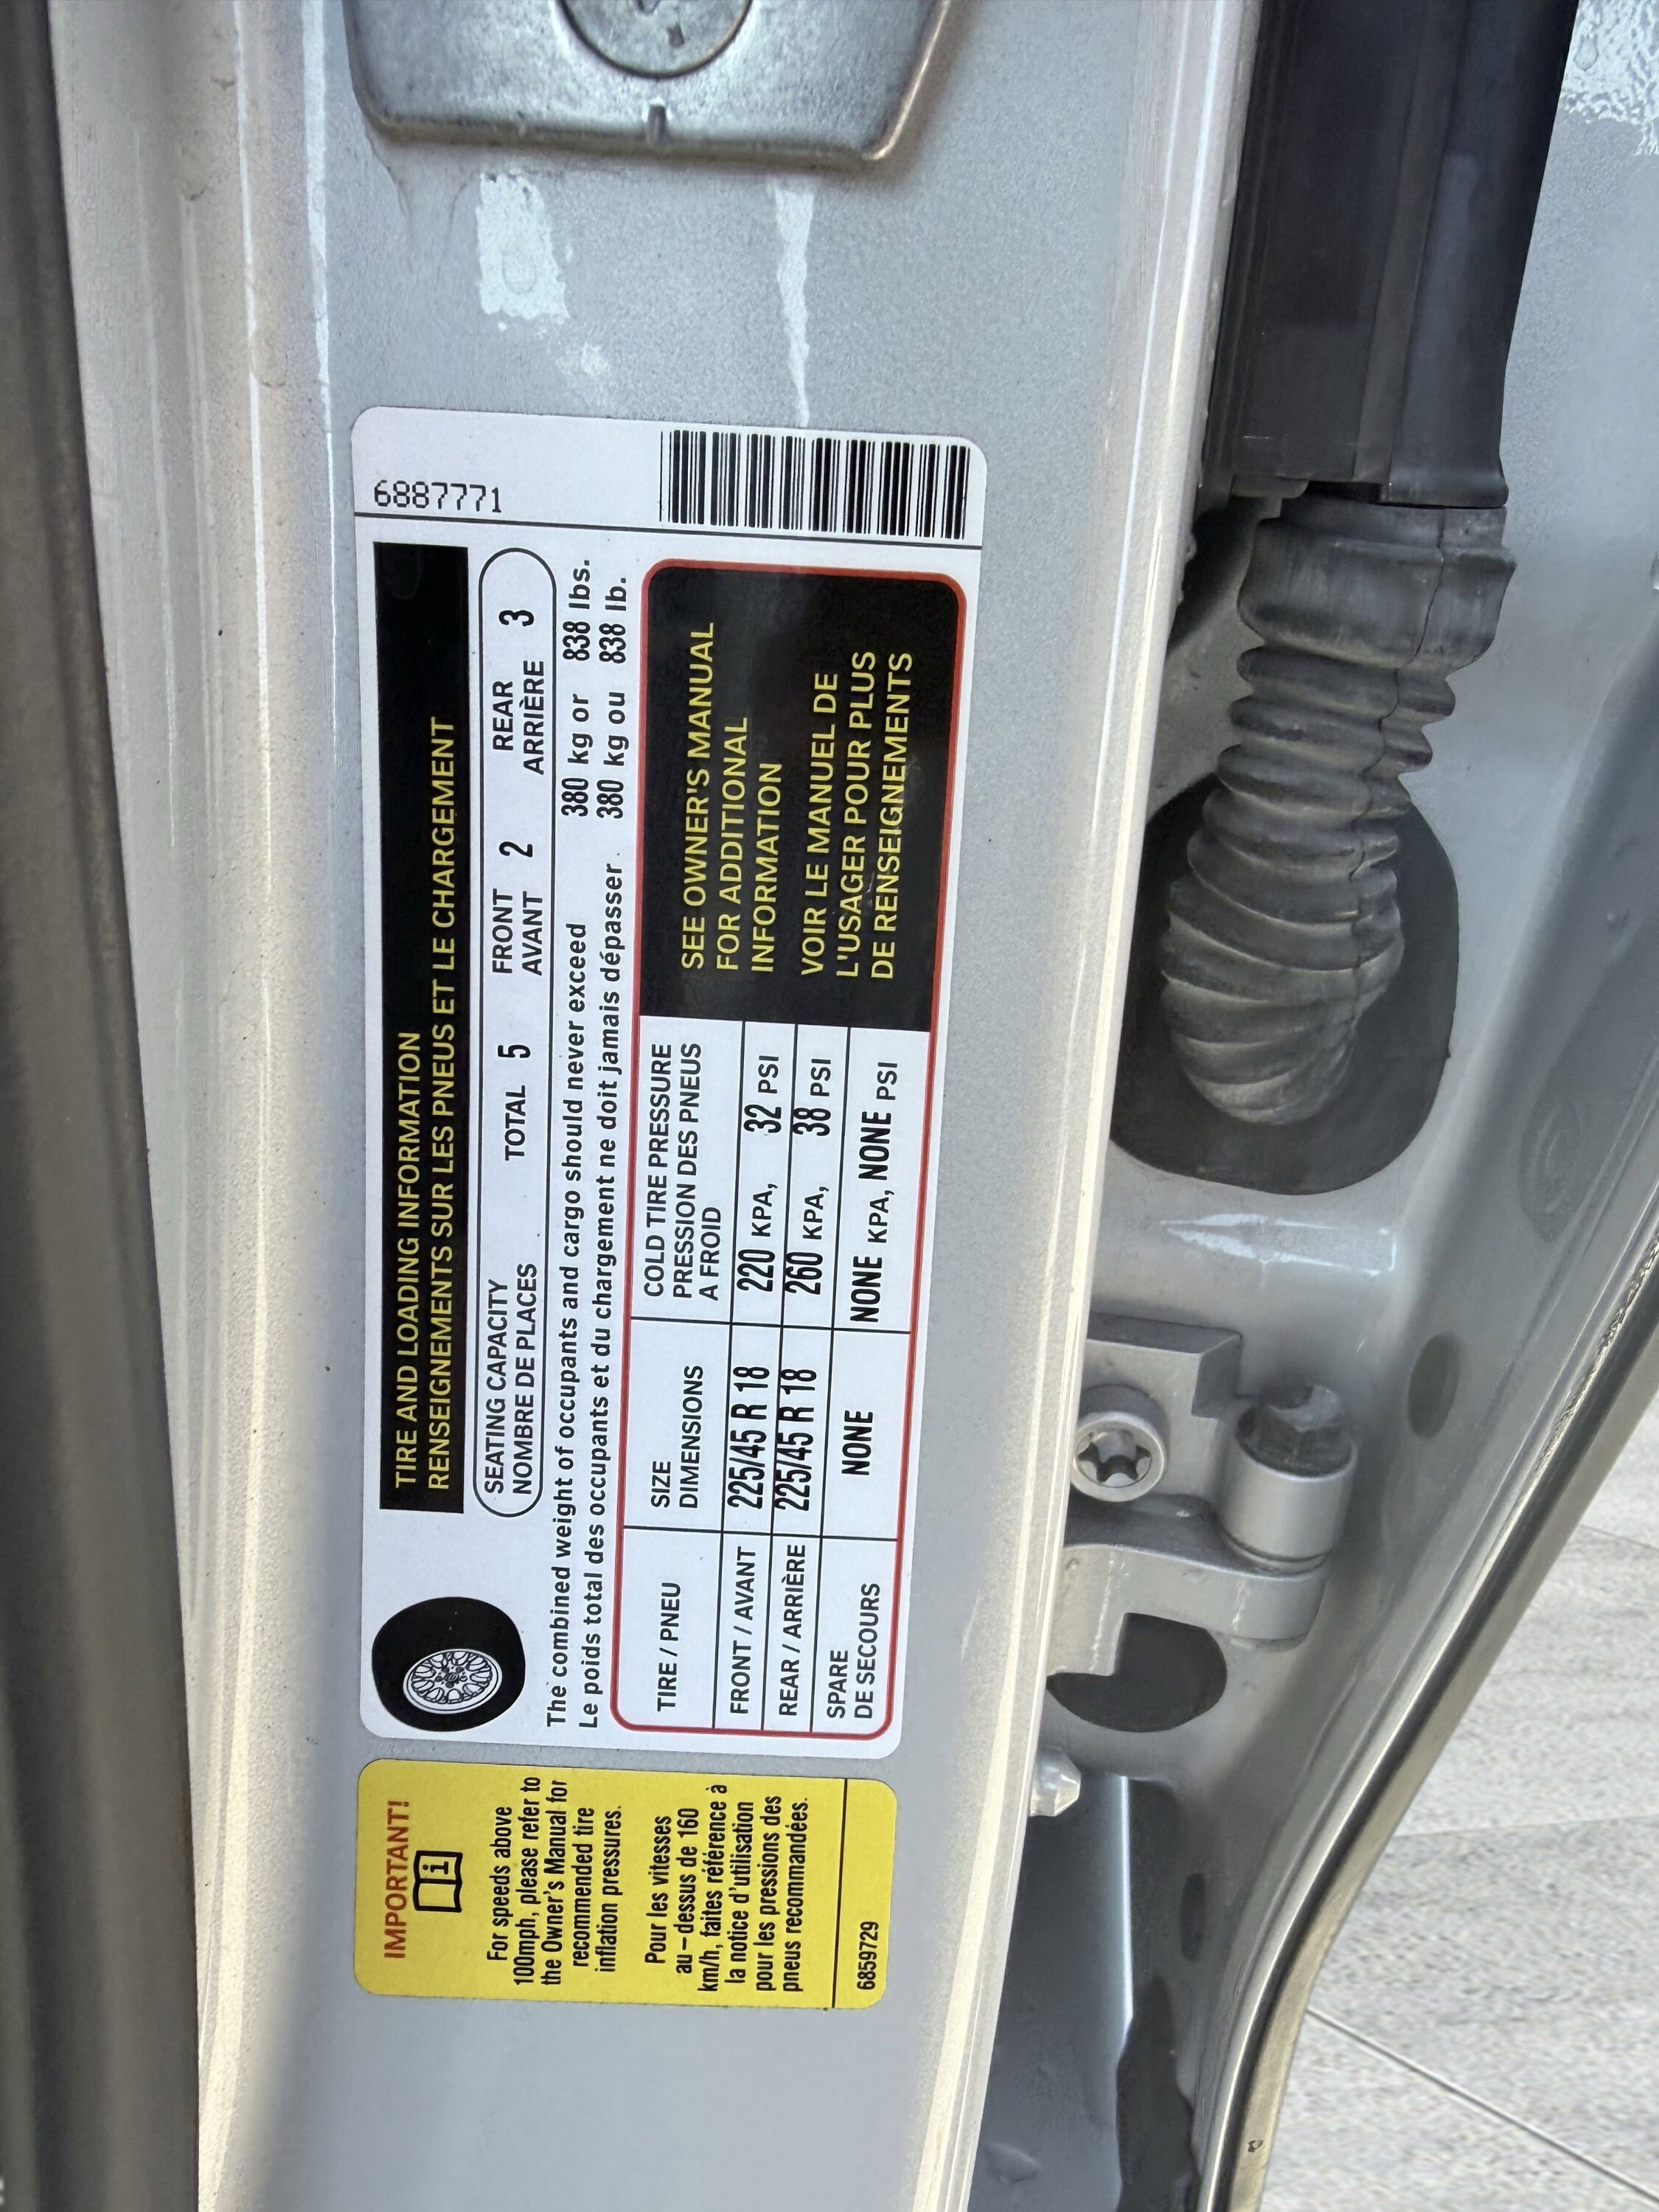 TIRE AND LOADING INFORMATION
RENSEIGNEMENTS SUR LES PNEUS ET LE CHARGEMENT
6887771
SEATING CAPACITY
NOMBRE DE PLACES
TOTAL 5
FRONT
AVANT
2
REAR
ARRIÈRE
3
The combined weight of occupants and cargo should never exceed 380 kg or 838 lbs.
Le poids total des occupants et du chargement ne doit jamais dépasser 380 kg ou 838 lb.
TIRE / PNEU
SIZE
DIMENSIONS
COLD TIRE PRESSURE
PRESSION DES PNEUS
A FROID
FRONT / AVANT 225/45 R 18 220 KPA, 32 PSI
REAR / ARRIÈRE 225/45 R 18 260 KPA, 38 PSI
SPARE
DE SECOURS
NONE NONE KPA, NONE PSI
SEE OWNER'S MANUAL
FOR ADDITIONAL
INFORMATION
VOIR LE MANUEL DE
L'USAGER POUR PLUS
DE RENSEIGNEMENTS
IMPORTANT!
i
For speeds above
100mph, please refer to
the Owner's Manual for
recommended tire
inflation pressures.
Pour les vitesses
au-dessus de 160
km/h, faites référence à
la notice d'utilisation
pour les pressions des
pneus recommandées.
6859729